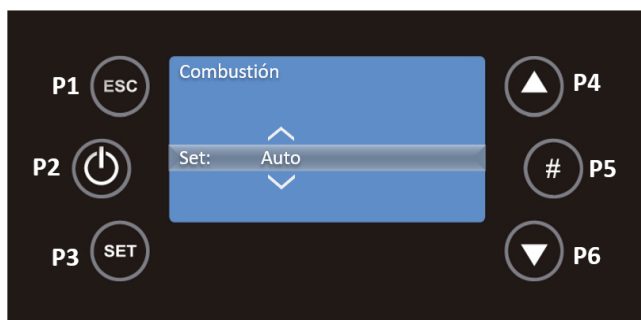 Combustión
P1 ESC
P4
P2
Set: Auto
# P5
P3 SET
P6